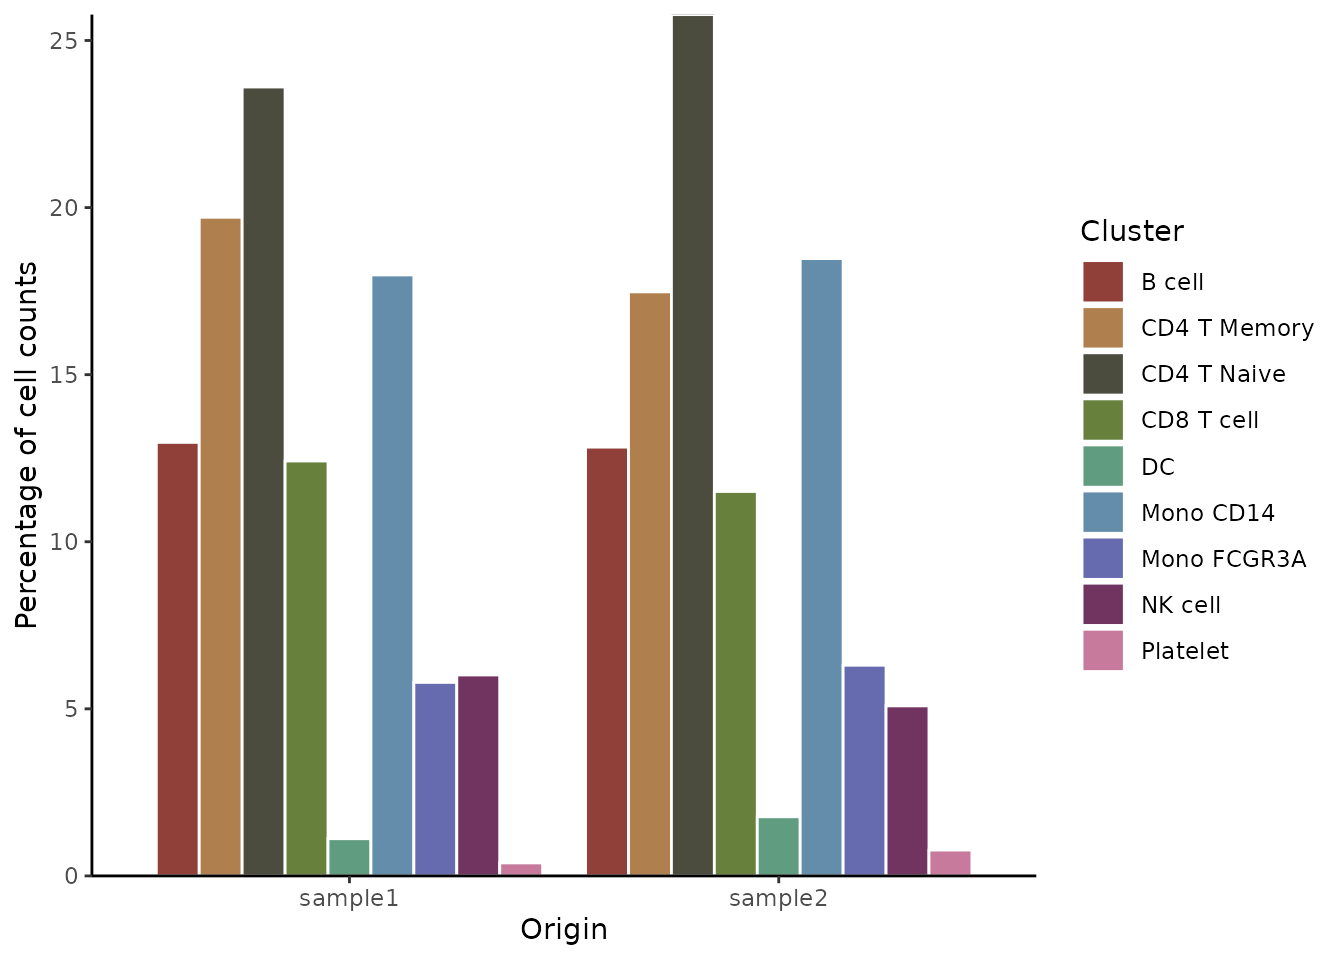 Percentage of cell counts
25
20
15
10
5
0
sample1
sample2
Origin
Cluster
B cell
CD4 T Memory
CD4 T Naive
CD8 T cell
DC
Mono CD14
Mono FCGR3A
NK cell
Platelet